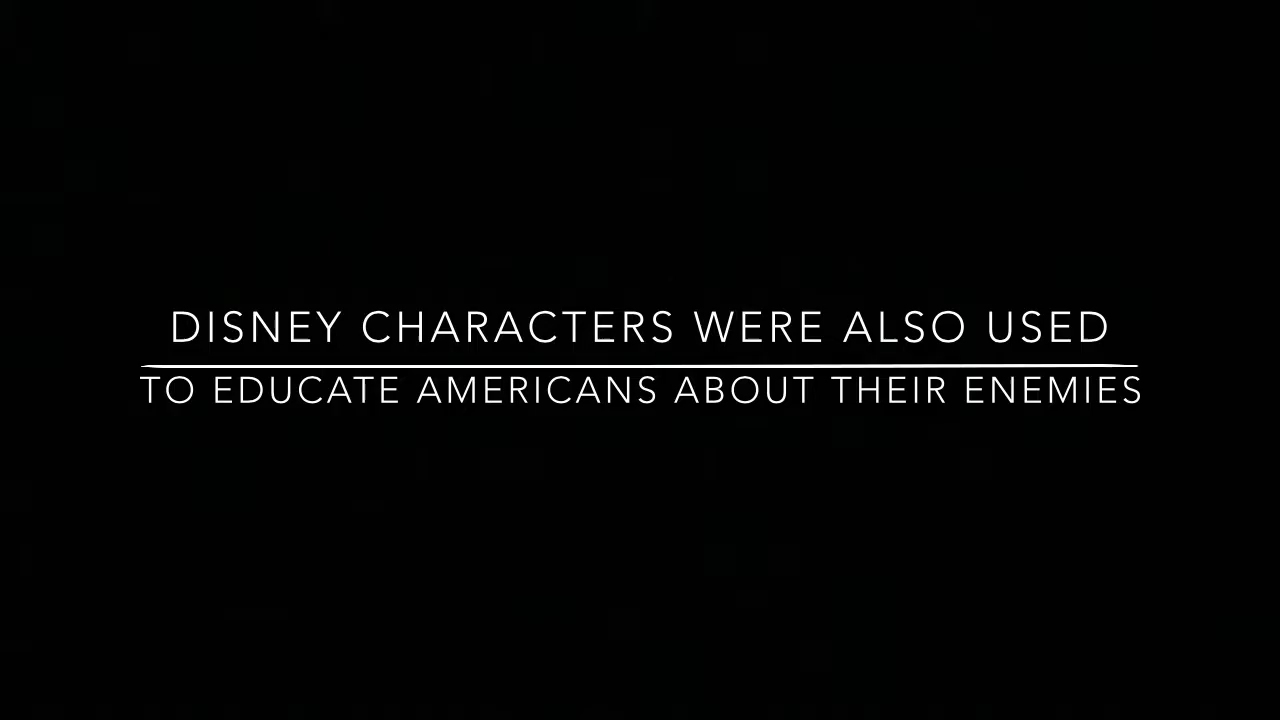 DISNEY CHARACTERS WERE ALSO USED
TO EDUCATE AMERICANS ABOUT THEIR ENEMIES